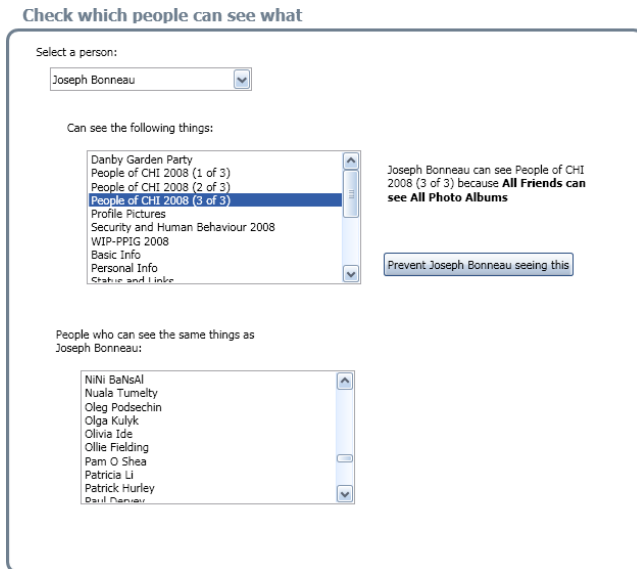 Check which people can see what
Select a person:
Joseph Bonneau
Can see the following things:
Danby Garden Party
People of CHI 2008 (1 of 3)
People of CHI 2008 (2 of 3)
People of CHI 2008 (3 of 3)
Profile Pictures
Security and Human Behaviour 2008
WIP-PPIG 2008
Basic Info
Personal Info
Status and Links
Joseph Bonneau can see People of CHI
2008 (3 of 3) because All Friends can
see All Photo Albums
Prevent Joseph Bonneau seeing this
People who can see the same things as
Joseph Bonneau:
NiNi BaNsAl
Nuala Tumelty
Oleg Podsechin
Olga Kulyk
Olivia Ide
Ollie Fielding
Pam O Shea
Patricia Li
Patrick Hurley
Paul Dervey